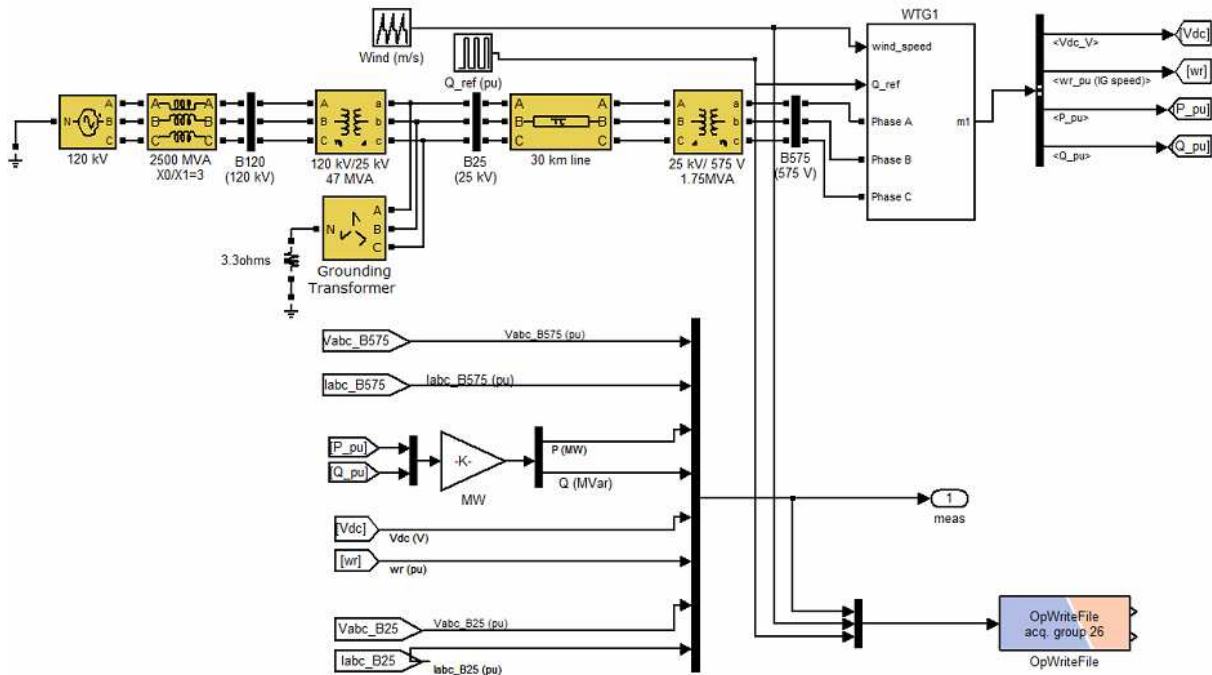 WTG1
Wind (m/s)
Q_ref (pu)
wind_speed
Q_ref
Phase A
Phase B
Phase C
m1
<Vdc_V>
[Vdc]
<wr_pu (IG speed)>
[wr]
<P_pu>
[P_pu]
<Q_pu>
[Q_pu]
N
A
B
C
120 kV
A
B
C
A
B
C
2500 MVA
X0/X1=3
B120
(120 kV)
A
B
C
a
b
c
120 kV/25 kV
47 MVA
B25
(25 kV)
A
B
C
A
B
C
30 km line
A
B
C
a
b
c
25 kV/ 575 V
1.75MVA
B575
(575 V)
N
A
B
C
3.3ohms
Grounding
Transformer
Vabc_B575
Vabc_B575 (pu)
Iabc_B575
Iabc_B575 (pu)
[P_pu]
[Q_pu]
-K-
MW
P (MW)
Q (MVar)
[Vdc]
Vdc (V)
[wr]
wr (pu)
Vabc_B25
Vabc_B25 (pu)
Iabc_B25
Iabc_B25 (pu)
1
meas
OpWriteFile
acq. group 26
OpWriteFile